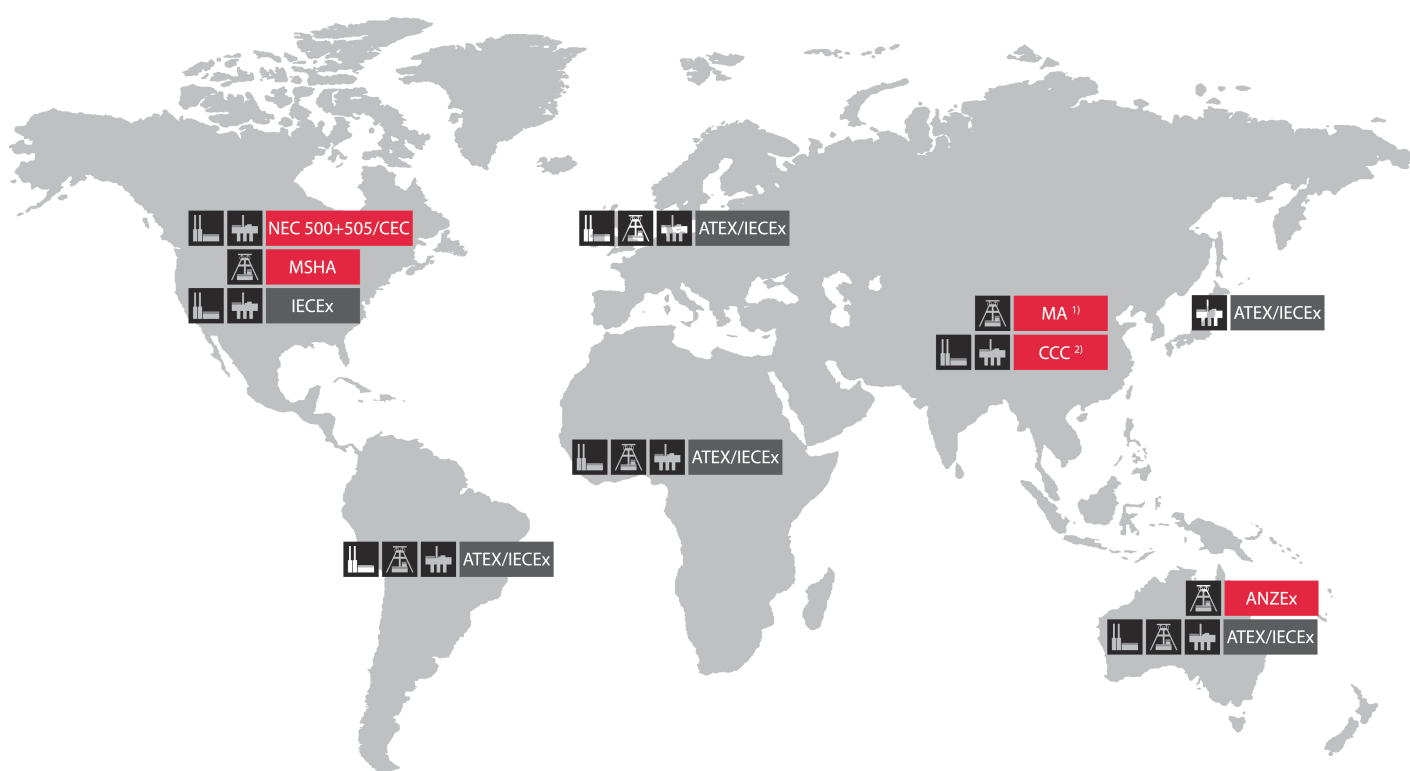 NEC 500+505/CEC
MSHA
IECEx
ATEX/IECEx
MA 1)
CCC 2)
ATEX/IECEx
ATEX/IECEx
ATEX/IECEx
ANZEx
ATEX/IECEx